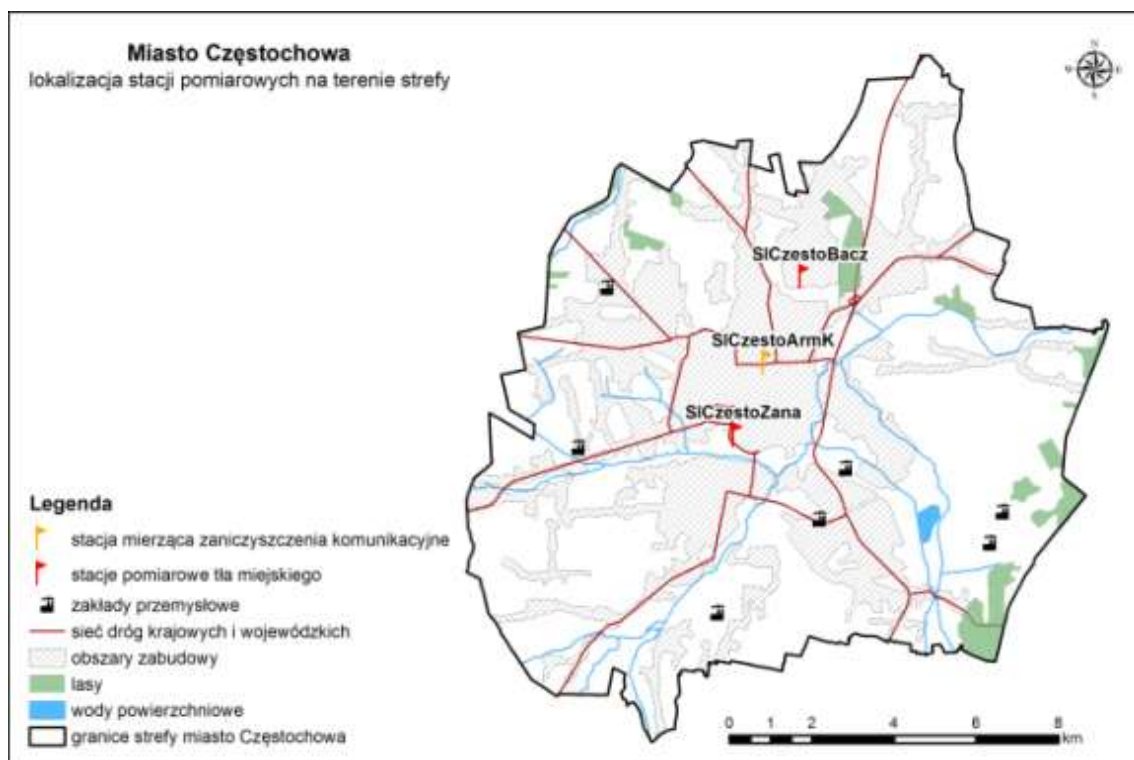 Miasto Częstochowa
lokalizacja stacji pomiarowych na terenie strefy
N
S
SlCzestoBacz
SlCzestoArmK
SlCzestoZana
Legenda
stacja mierząca zaniczyszczenia komunikacyjne
stacje pomiarowe tła miejskiego
zakłady przemysłowe
sieć dróg krajowych i wojewódzkich
obszary zabudowy
lasy
wody powierzchniowe
granice strefy miasto Częstochowa
0 1 2 4 6 8
km